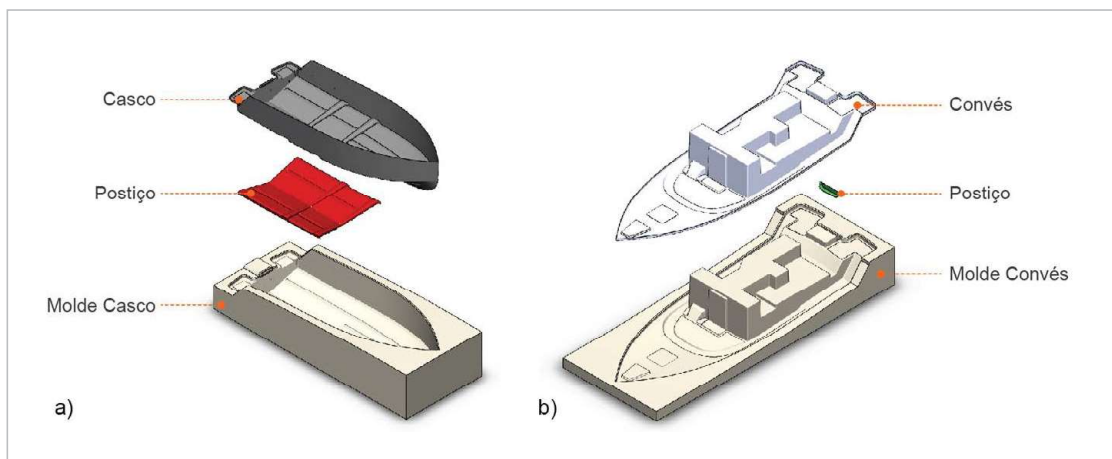 Casco
Postiço
Molde Casco
a)
Convés
Postiço
Molde Convés
b)